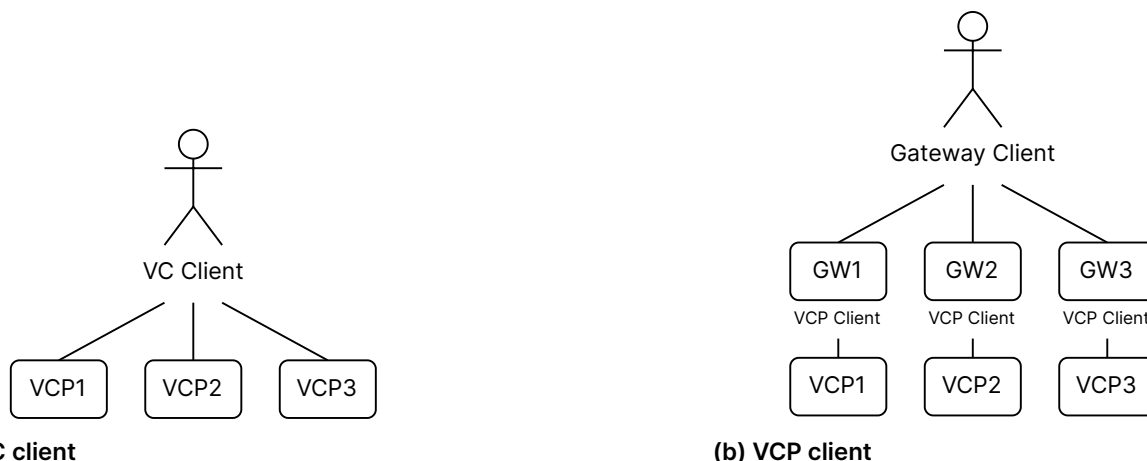 Gateway Client
VC Client
GW1 GW2 GW3
VCP Client VCP Client VCP Client
VCP1 VCP2 VCP3
VCP1 VCP2 VCP3
client
(b) VCP client